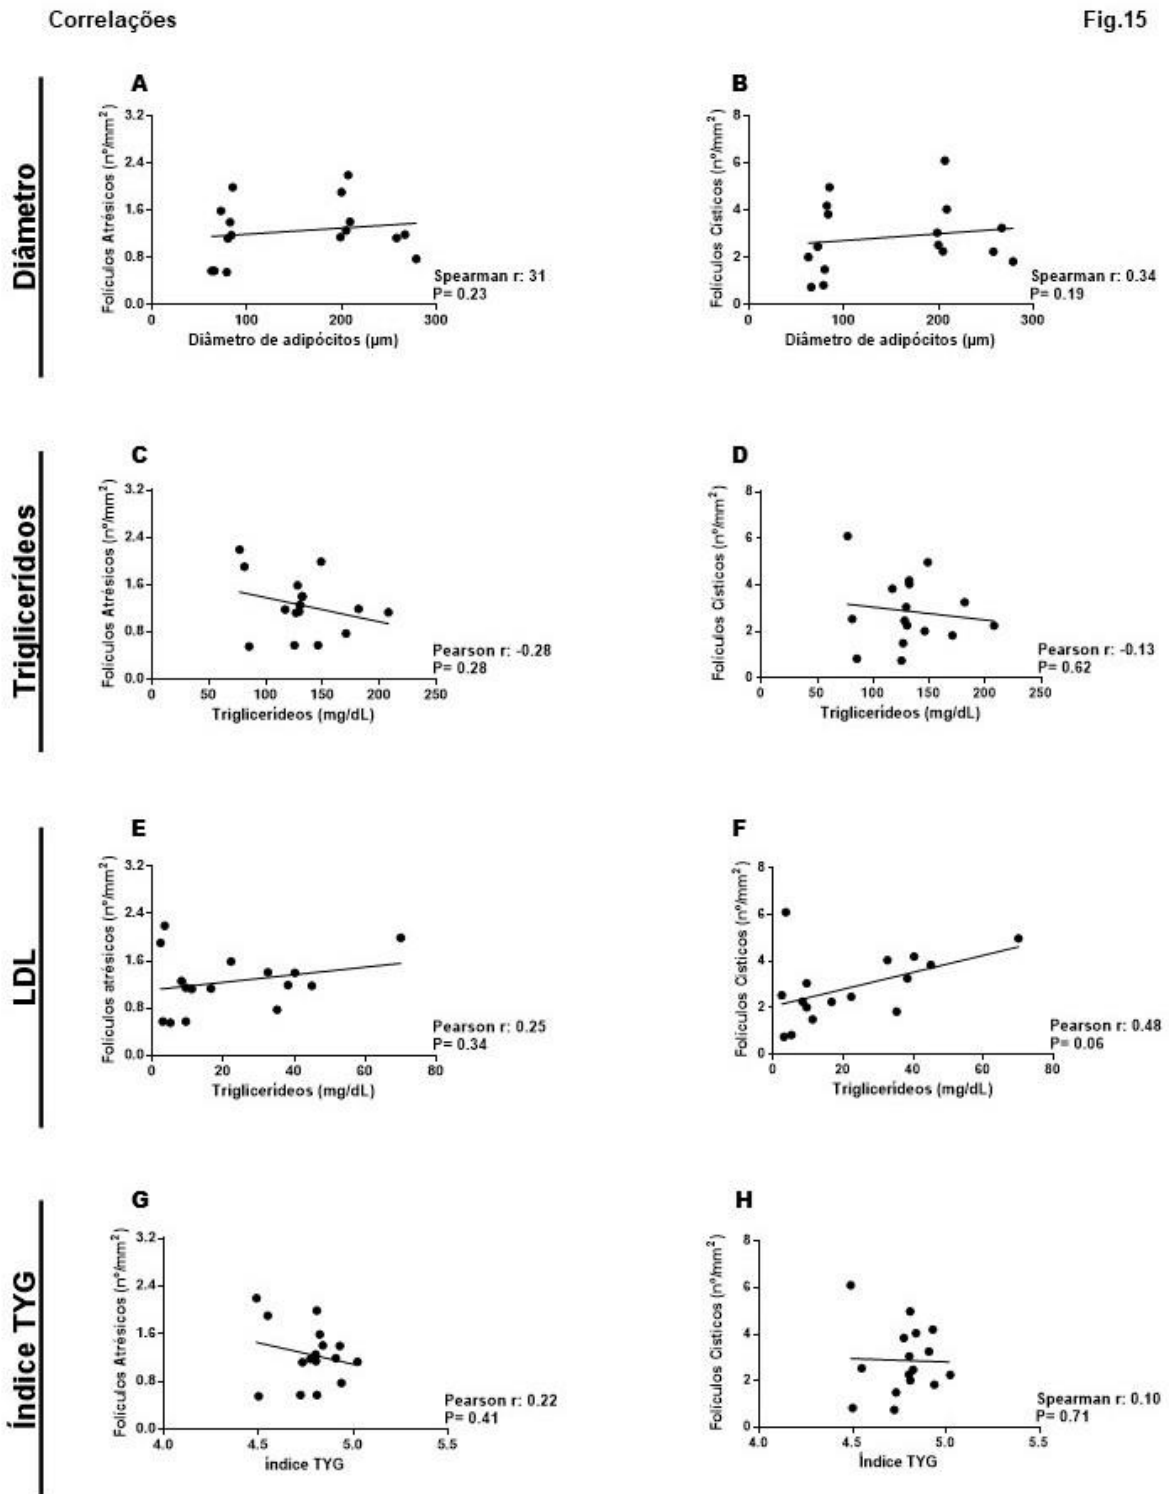 Correlações
Fig.15
Diâmetro
A
Folículos Atrésicos (nº/mm²)
3.2
2.4
1.6
0.8
0.0
0
100
200
300
Diâmetro de adipócitos (µm)
Spearman r: 31
P= 0.23
B
Folículos Císticos (nº/mm²)
8
6
4
2
0
0
100
200
300
Diâmetro de adipócitos (µm)
Spearman r: 0.34
P= 0.19
Triglicerídeos
C
Folículos Atrésicos (nº/mm²)
3.2
2.4
1.6
0.8
0.0
0
50
100
150
200
250
Triglicerídeos (mg/dL)
Pearson r: -0.28
P= 0.28
D
Folículos Císticos (nº/mm²)
8
6
4
2
0
0
50
100
150
200
250
Triglicerídeos (mg/dL)
Pearson r: -0.13
P= 0.62
LDL
E
Folículos atrésicos (nº/mm²)
3.2
2.4
1.6
0.8
0.0
0
20
40
60
80
Triglicerídeos (mg/dL)
Pearson r: 0.25
P= 0.34
F
Folículos Císticos (nº/mm²)
8
6
4
2
0
0
20
40
60
80
Triglicerídeos (mg/dL)
Pearson r: 0.48
P= 0.06
Índice TYG
G
Folículos Atrésicos (nº/mm²)
3.2
2.4
1.6
0.8
0.0
4.0
4.5
5.0
5.5
índice TYG
Pearson r: 0.22
P= 0.41
H
Folículos Císticos (nº/mm²)
8
6
4
2
0
4.0
4.5
5.0
5.5
Índice TYG
Spearman r: 0.10
P= 0.71